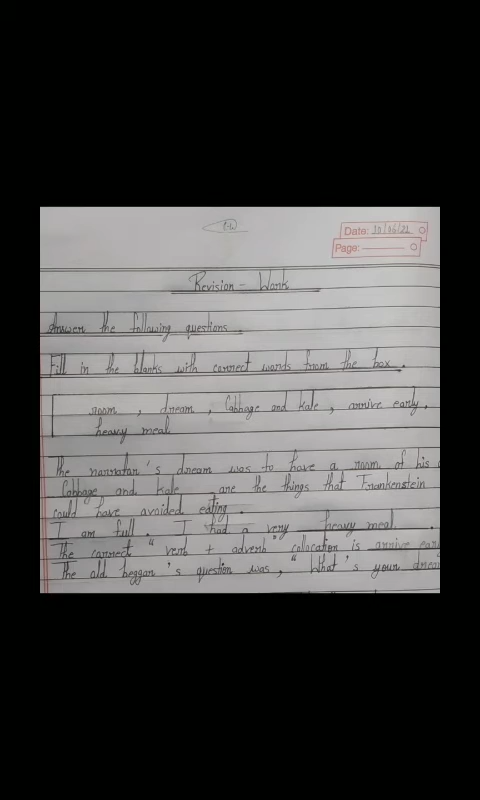 C.W
Date: 10/06/21
Page:
Revision - Work
Answer the following questions.
Fill in the blanks with correct words from the box.
room, dream, Cabbage and kale, arrive early,
heavy meal
The narrator's dream was to have a room of his
Cabbage and kale are the things that Frankenstein
could have avoided eating.
I am full. I had a very heavy meal.
The correct "verb + adverb" collocation is arrive
The old beggar's question was, "What's your